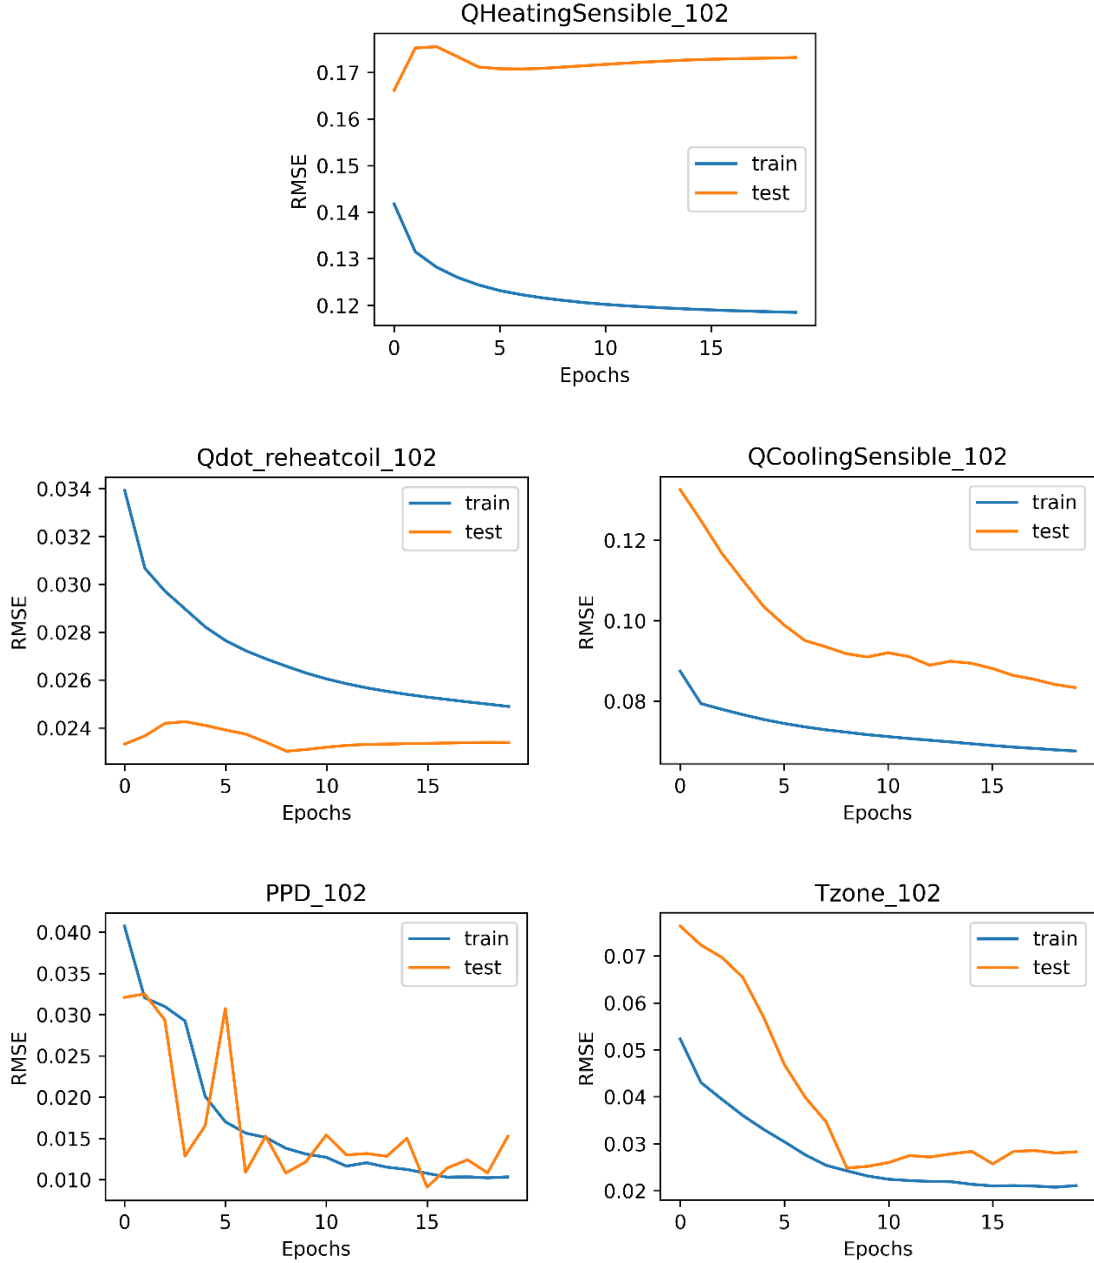 QHeatingSensible_102
RMSE
0.17
0.16
0.15
0.14
0.13
0.12
train
test
0 5 10 15
Epochs
Qdot_reheatcoil_102
RMSE
0.034
0.032
0.030
0.028
0.026
0.024
train
test
0 5 10 15
Epochs
QCoolingSensible_102
RMSE
0.12
0.10
0.08
train
test
0 5 10 15
Epochs
PPD_102
RMSE
0.040
0.035
0.030
0.025
0.020
0.015
0.010
train
test
0 5 10 15
Epochs
Tzone_102
RMSE
0.07
0.06
0.05
0.04
0.03
0.02
train
test
0 5 10 15
Epochs